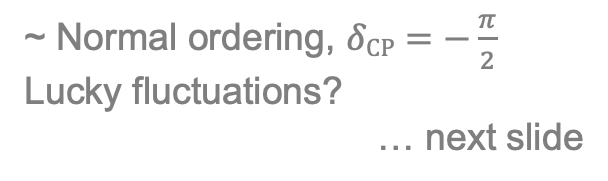 ~ Normal ordering, δCP = −π/2
Lucky fluctuations?
... next slide